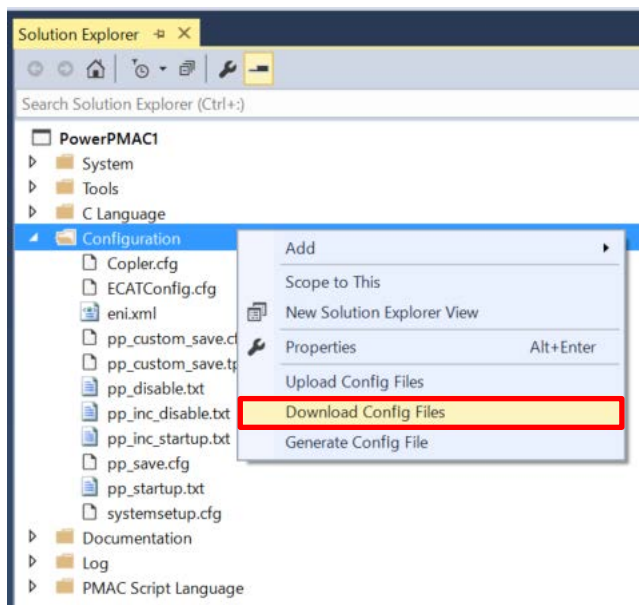 Solution Explorer
Search Solution Explorer (Ctrl+;)
PowerPMAC1
System
Tools
C Language
Configuration
Copler.cfg
ECATConfig.cfg
eni.xml
pp_custom_save.cf
pp_custom_save.tp
pp_disable.txt
pp_inc_disable.txt
pp_inc_startup.txt
pp_save.cfg
pp_startup.txt
systemsetup.cfg
Documentation
Log
PMAC Script Language
Add
Scope to This
New Solution Explorer View
Properties Alt+Enter
Upload Config Files
Download Config Files
Generate Config File